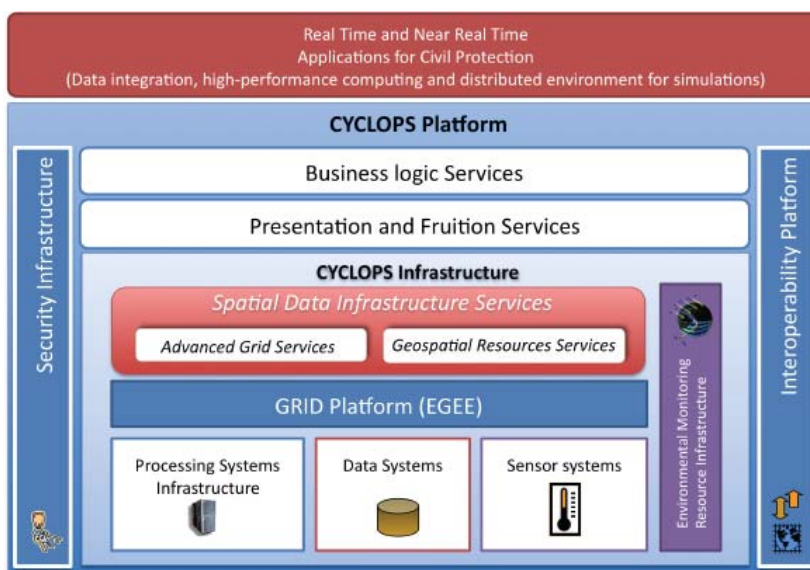 Real Time and Near Real Time
Applications for Civil Protection
(Data integration, high-performance computing and distributed environment for simulations)
CYCLOPS Platform
Security Infrastructure
Business logic Services
Presentation and Fruition Services
CYCLOPS Infrastructure
Spatial Data Infrastructure Services
Advanced Grid Services
Geospatial Resources Services
GRID Platform (EGEE)
Processing Systems
Infrastructure
Data Systems
Sensor systems
Environmental Monitoring
Resource Infrastructure
Interoperability Platform